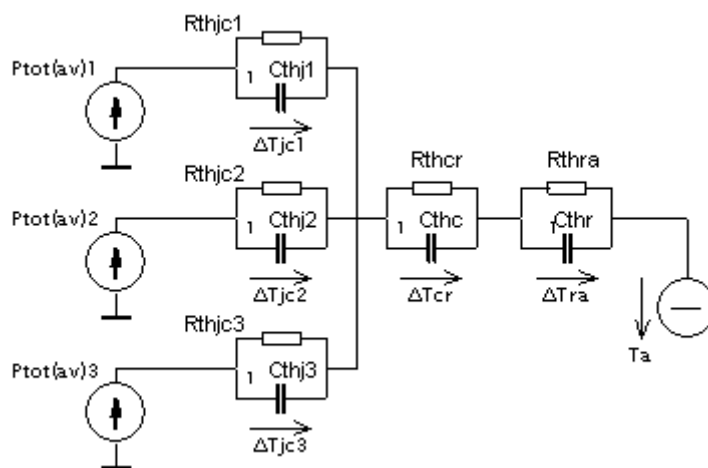 Rthjc1
Ptot(av)1
1 Cthj1
ΔTjc1
Rthjc2
Rthcr
Rthra
Ptot(av)2
1 Cthj2
1 Cthc
1 Cthr
ΔTjc2
ΔTcr
ΔTra
Rthjc3
Ta
Ptot(av)3
1 Cthj3
ΔTjc3